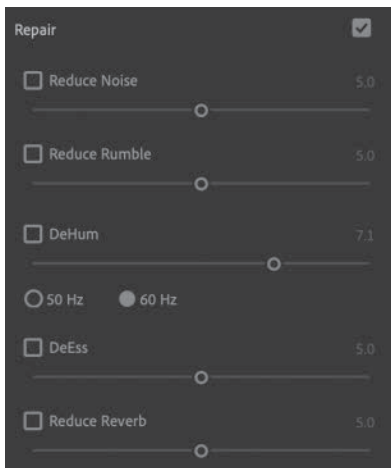 Repair
Reduce Noise 5.0
Reduce Rumble 5.0
DeHum 7.1
50 Hz 60 Hz
DeEss 5.0
Reduce Reverb 5.0